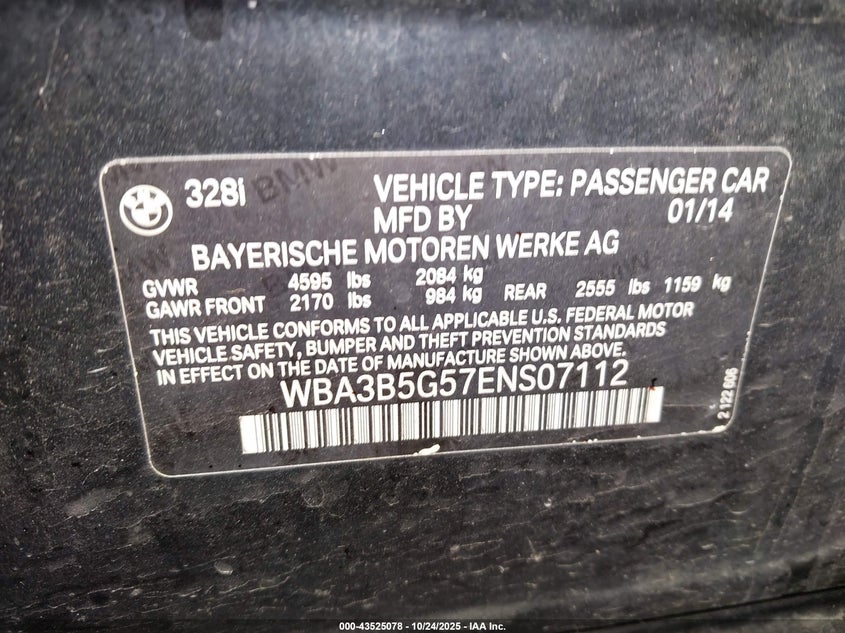 328i VEHICLE TYPE: PASSENGER CAR
MFD BY 01/14
BAYERISCHE MOTOREN WERKE AG
GVWR 4595 lbs 2084 kg
GAWR FRONT 2170 lbs 984 kg REAR 2555 lbs 1159 kg
THIS VEHICLE CONFORMS TO ALL APPLICABLE U.S. FEDERAL MOTOR
VEHICLE SAFETY, BUMPER AND THEFT PREVENTION STANDARDS
IN EFFECT ON THE DATE OF MANUFACTURE SHOWN ABOVE.
WBA3B5G57ENS07112
2 122 606
000-43525078 - 10/24/2025 - IAA Inc.